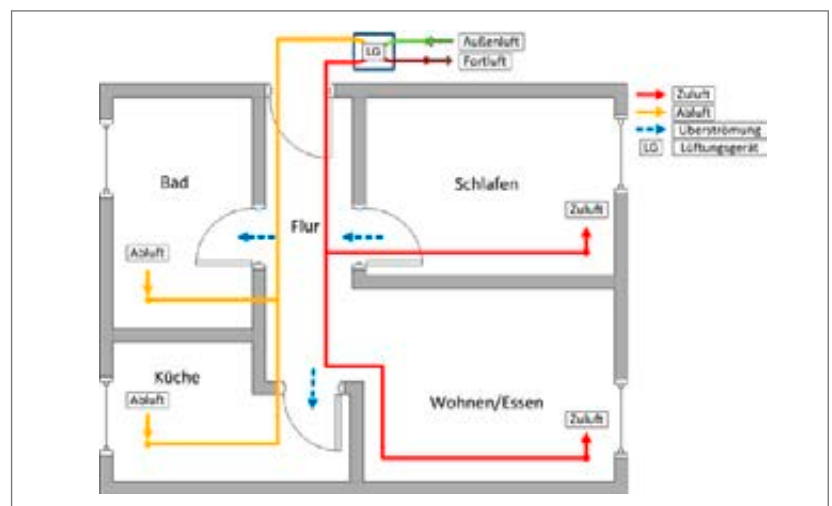 LG
Außenluft
Fortluft
Zuluft
Abluft
Überströmung
LG Lüftungsgerät
Bad
Schlafen
Flur
Zuluft
Abluft
Küche
Abluft
Wohnen/Essen
Zuluft